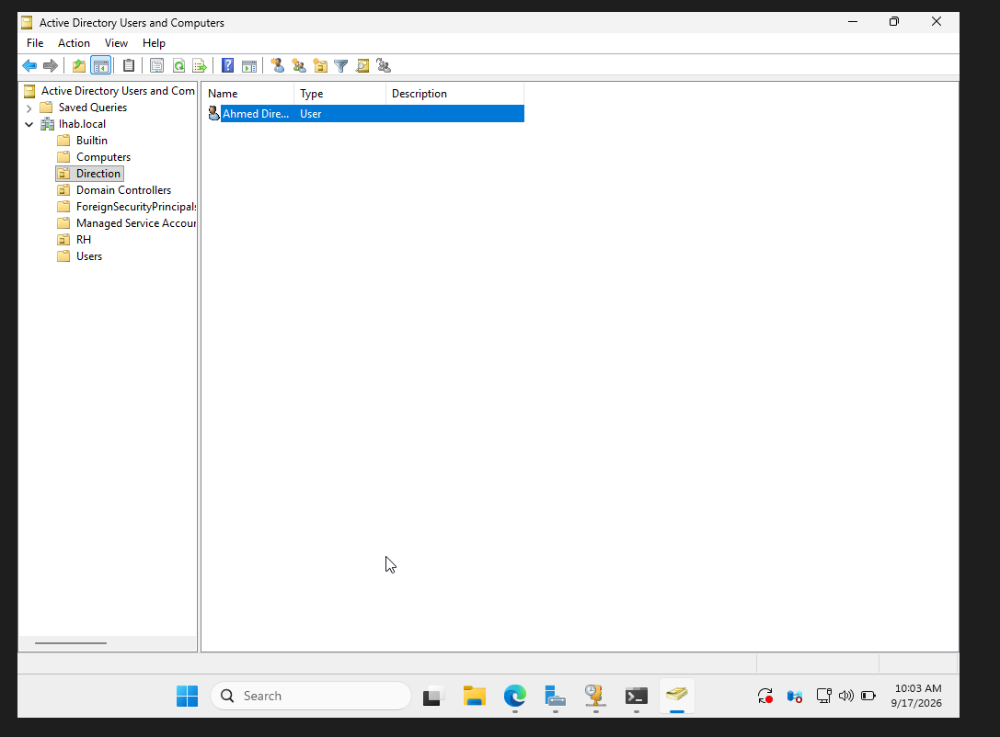 Active Directory Users and Computers
File Action View Help
Active Directory Users and Com
Saved Queries
lhab.local
Builtin
Computers
Direction
Domain Controllers
ForeignSecurityPrincipals
Managed Service Accour
RH
Users
Name Type Description
Ahmed Dire... User
Search
10:03 AM
9/17/2026